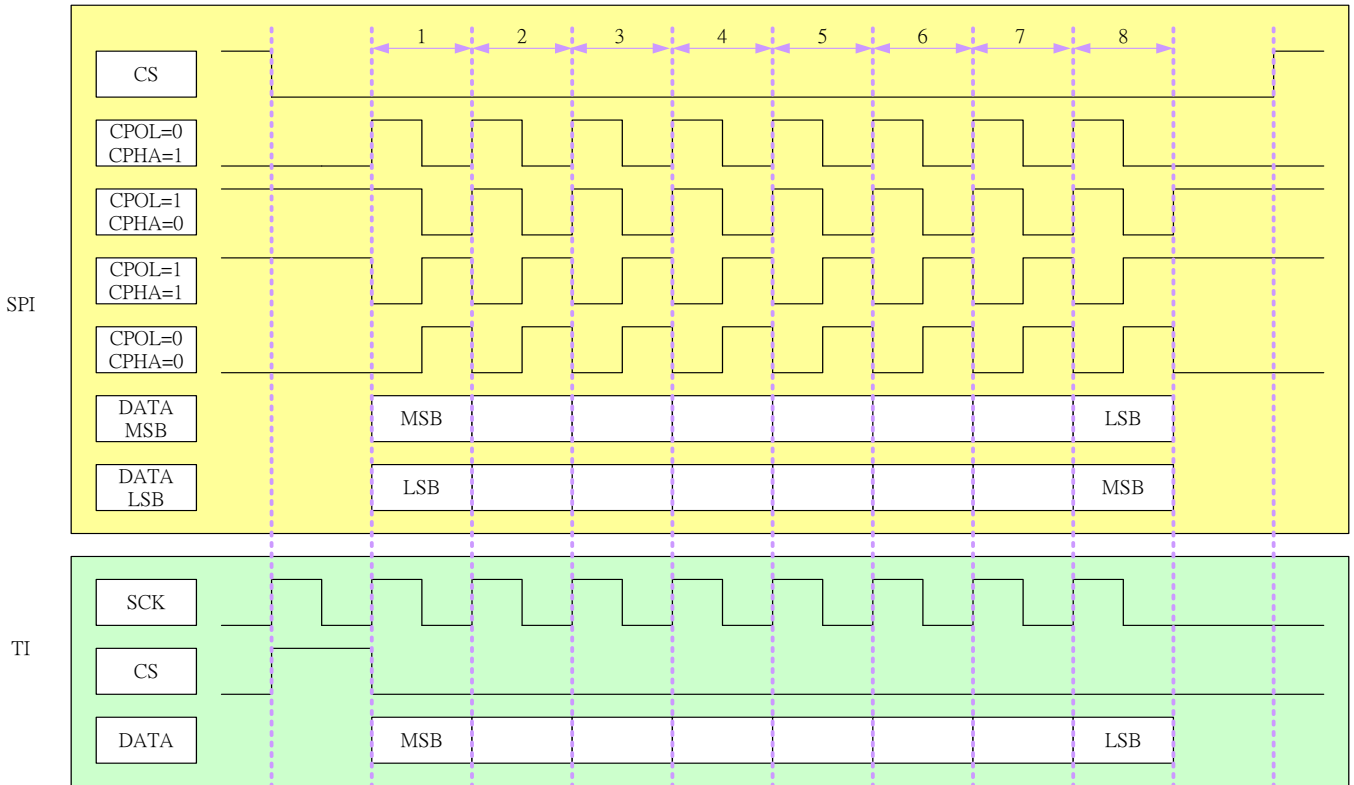 1 2 3 4 5 6 7 8
CS
CPOL=0
CPHA=1
CPOL=1
CPHA=0
CPOL=1
CPHA=1
SPI
CPOL=0
CPHA=0
DATA
MSB
MSB LSB
DATA
LSB
LSB MSB
SCK
TI
CS
DATA MSB LSB